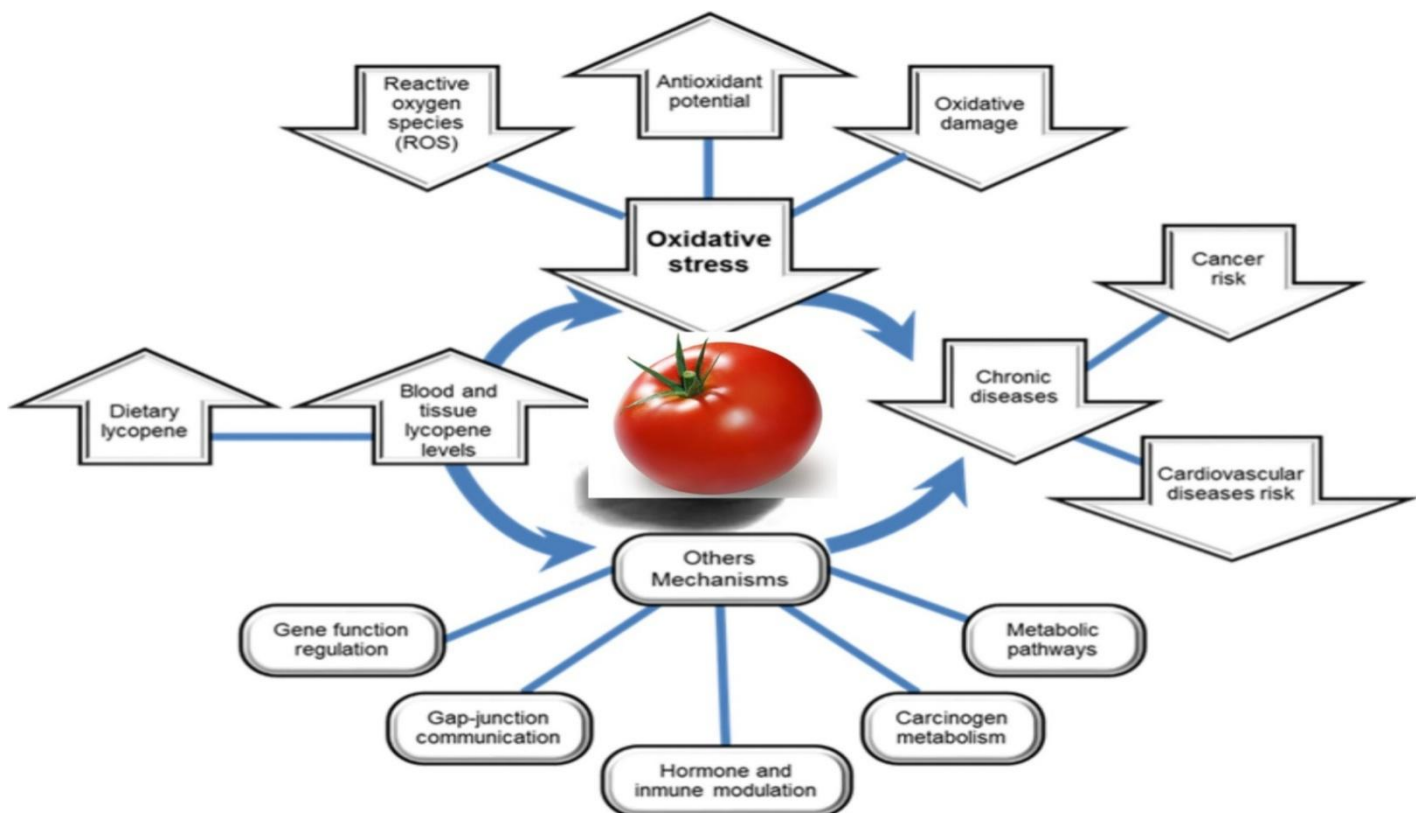 Reactive
oxygen
species
(ROS)
Antioxidant
potential
Oxidative
damage
Oxidative
stress
Cancer
risk
Dietary
lycopene
Blood and
tissue
lycopene
levels
Chronic
diseases
Cardiovascular
diseases risk
Others
Mechanisms
Gene function
regulation
Metabolic
pathways
Gap-junction
communication
Carcinogen
metabolism
Hormone and
inmune modulation